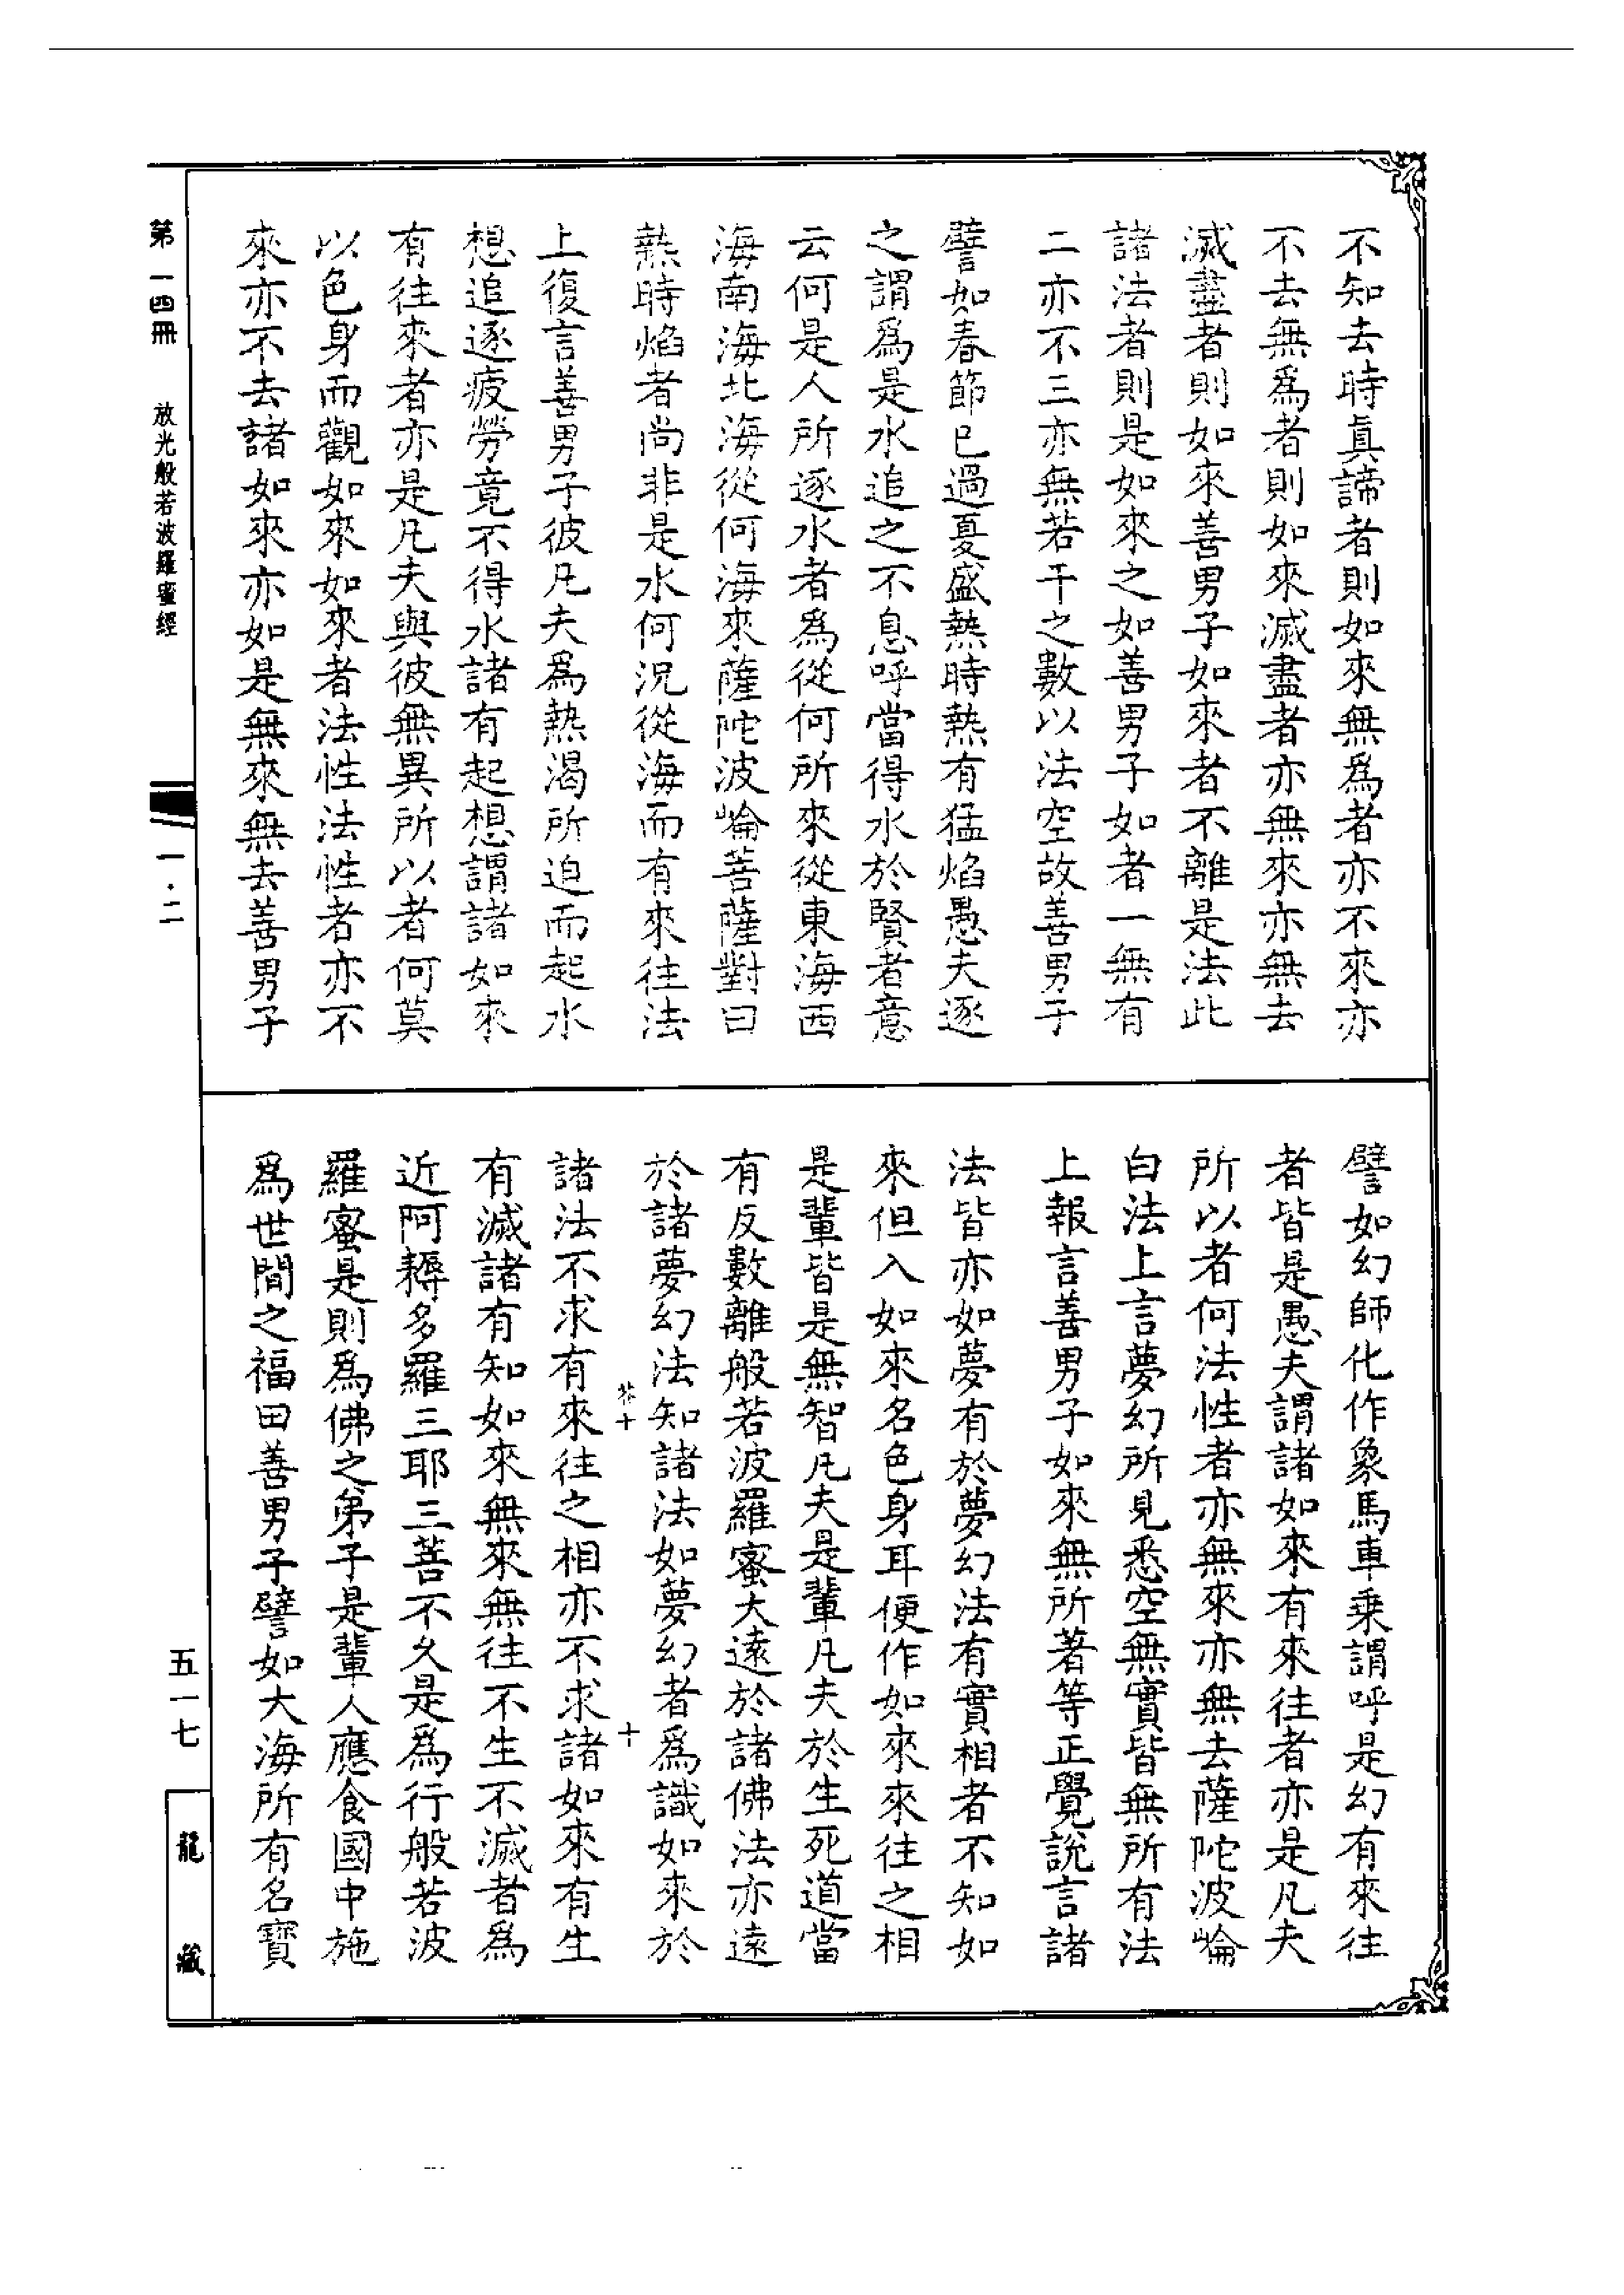 不知去時真諦者則如來無爲者亦不來亦
不去無爲者則如來滅盡者亦無來亦無去
滅盡者則如來善男子如來者不離是法此
諸法者則是如來之如善男子如者一無有
二亦不三亦無若干之數以法空故善男子
譬如春節已過夏盛熱時熱有猛焰愚夫逐
之謂爲是水追之不息呼當得水於賢者意
云何是人所逐水者爲從何所來從東海西
海南海北海從何海來薩陀波崙菩薩對曰
熱時焰者尚非是水何況從海而有來往法
上復言善男子彼凡夫爲熱渴所迫而起水
想追逐疲勞竟不得水諸有起想謂諸如來
有往來者亦是凡夫與彼無異所以者何莫
以色身而觀如來如來者法性法性者亦不
來亦不去諸如來亦如是無來無去善男子
譬如幻師化作象馬車乘謂呼是幻有來往
者皆是愚夫謂諸如來有來往者亦是凡夫
所以者何法性者亦無來亦無去薩陀波崙
白法上言夢幻所見悉空無實皆無所有法
上報言善男子如來無所著等正覺說言諸
法皆亦如夢有於夢幻法有實相者不知如
來但入如來名色身耳便作如來來往之相
是輩皆是無智凡夫是輩凡夫於生死道當
有反數離般若波羅蜜大遠於諸佛法亦遠
於諸夢幻法知諸法如夢幻者爲識如來於
十
十
諸法不求有來往之相亦不求諸如來有生
有滅諸有知如來無來無往不生不滅者爲
近阿耨多羅三耶三菩不久是爲行般若波
羅蜜是則爲佛之弟子是輩人應食國中施
爲世間之福田善男子譬如大海所有名寶
第一四冊
放光般若波羅蜜經
一·二
五一七
龍藏